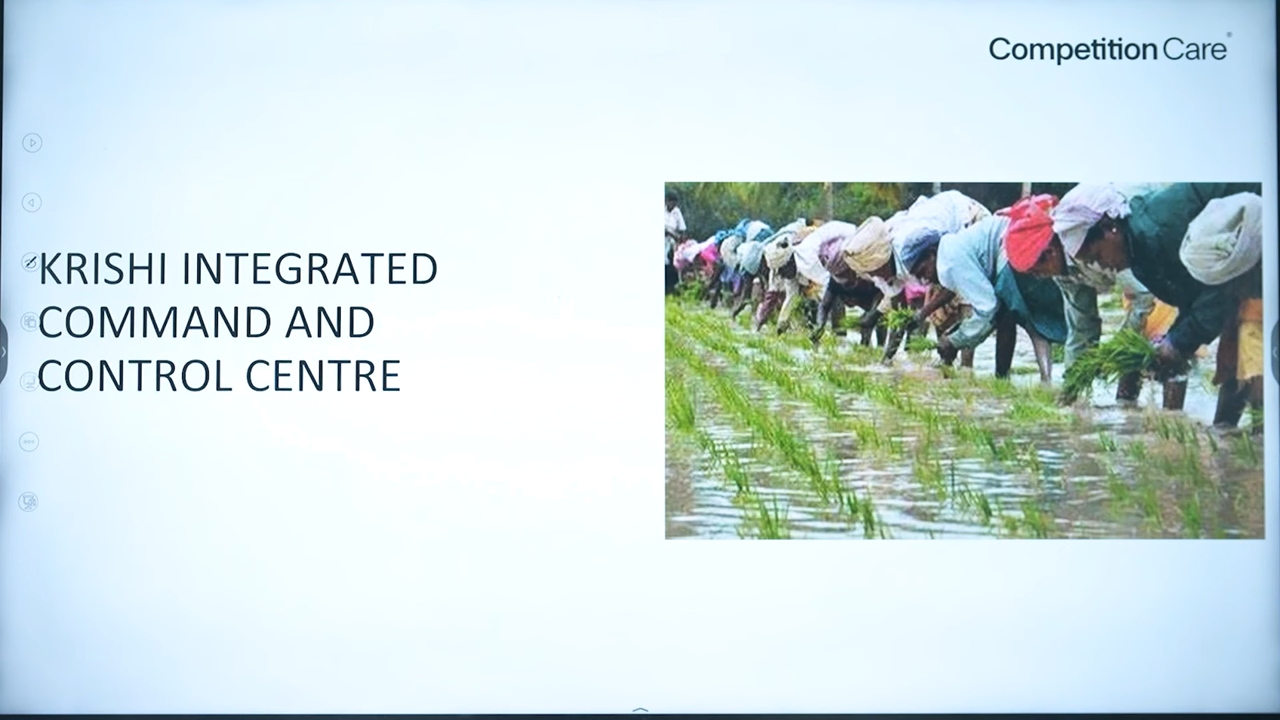 Competition Care
KRISHI INTEGRATED
COMMAND AND
CONTROL CENTRE